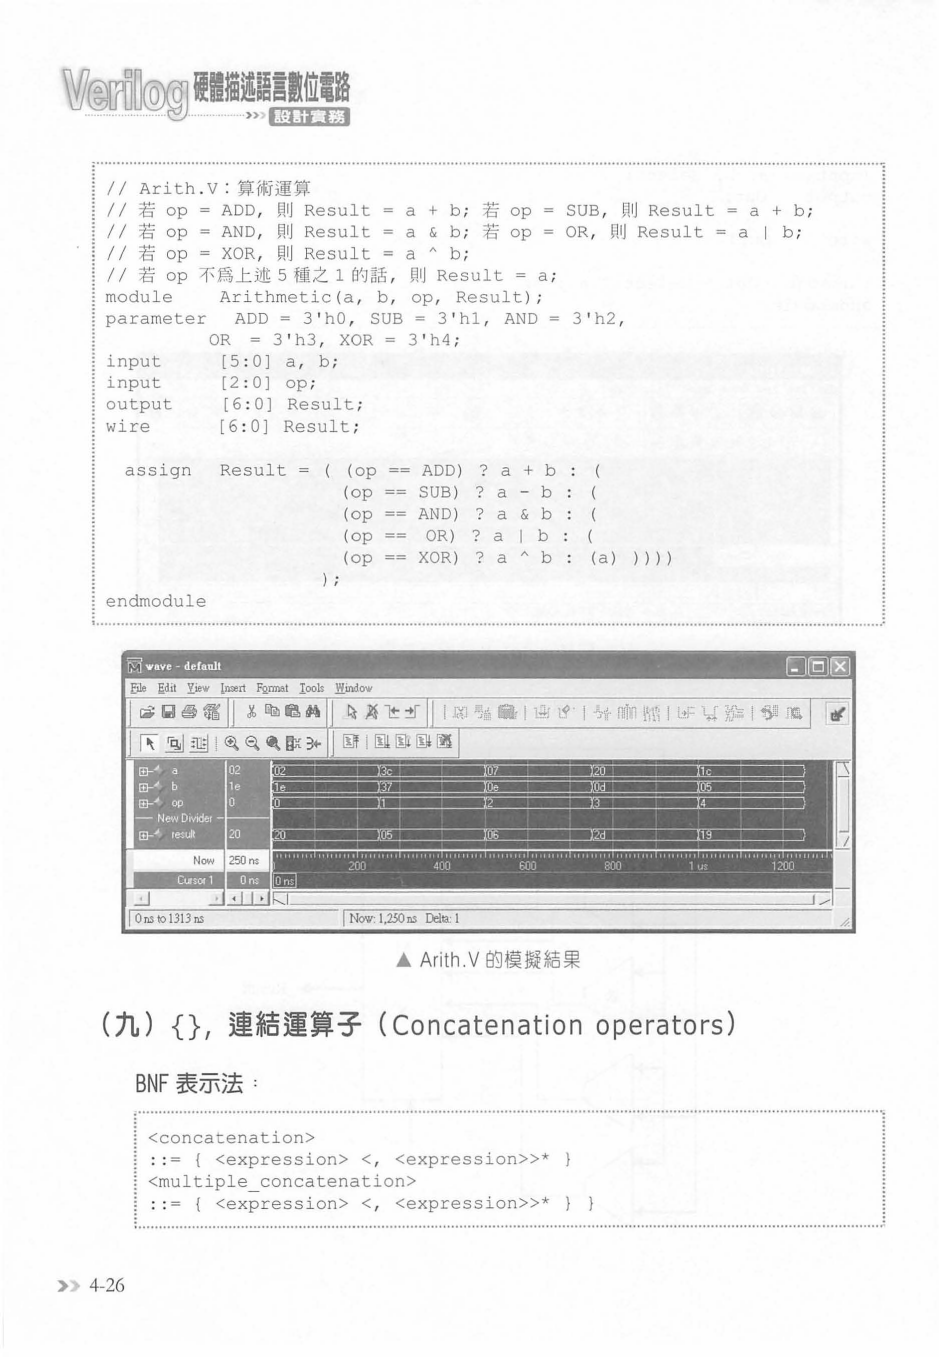 Verilog 硬體描述語言數位電路
>>> 設計實務
// Arith.V：算術運算
// 若 op = ADD, 則 Result = a + b; 若 op = SUB, 則 Result = a + b;
// 若 op = AND, 則 Result = a & b; 若 op = OR, 則 Result = a | b;
// 若 op = XOR, 則 Result = a ^ b;
// 若 op 不為上述 5 種之 1 的話, 則 Result = a;
module Arithmetic(a, b, op, Result);
parameter ADD = 3'h0, SUB = 3'h1, AND = 3'h2,
OR = 3'h3, XOR = 3'h4;
input [5:0] a, b;
input [2:0] op;
output [6:0] Result;
wire [6:0] Result;
assign Result = ( (op == ADD) ? a + b : (
(op == SUB) ? a - b : (
(op == AND) ? a & b : (
(op == OR) ? a | b : (
(op == XOR) ? a ^ b : (a) ))))
);
endmodule
wave - default
File Edit View Insert Format Tools Window
a 02 02 3c 07 20 1c
b 1e 1e 37 0e 0d 05
op 0 0 1 2 3 4
New Divider
result 20 20 05 06 2d 19
Now 250 ns 200 400 600 800 1 us 1200
Cursor 1 0 ns 0 ns
0 ns to 1313 ns Now: 1,250 ns Delta: 1
▲ Arith.V 的模擬結果
（九）{}, 連結運算子（Concatenation operators）
BNF 表示法：
<concatenation>
::= { <expression> <, <expression>>* }
<multiple_concatenation>
::= { <expression> <, <expression>>* } }
>> 4-26